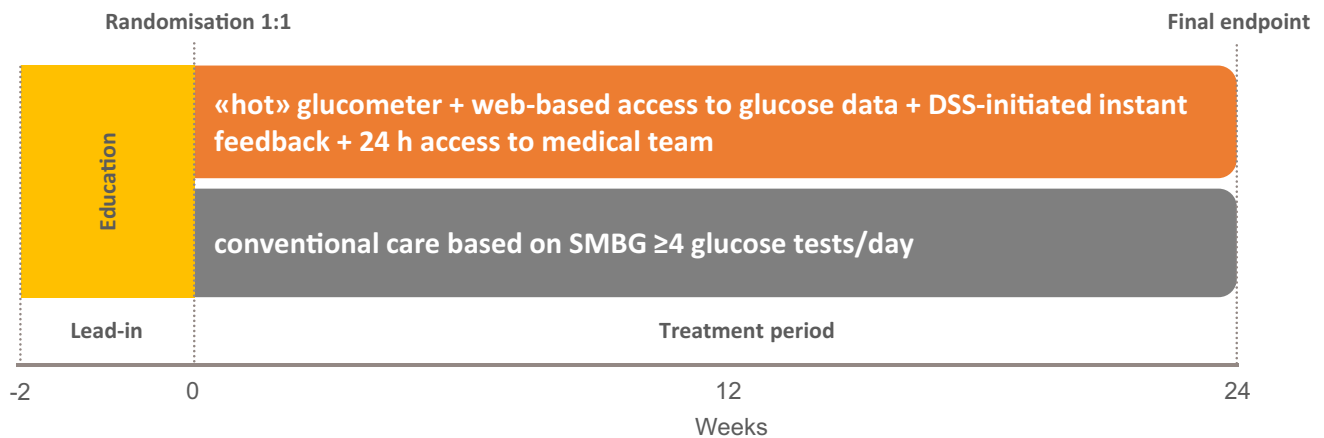 Randomisation 1:1
Final endpoint
Education
«hot» glucometer + web-based access to glucose data + DSS-initiated instant
feedback + 24 h access to medical team
conventional care based on SMBG ≥4 glucose tests/day
Lead-in
Treatment period
-2
0
12
24
Weeks